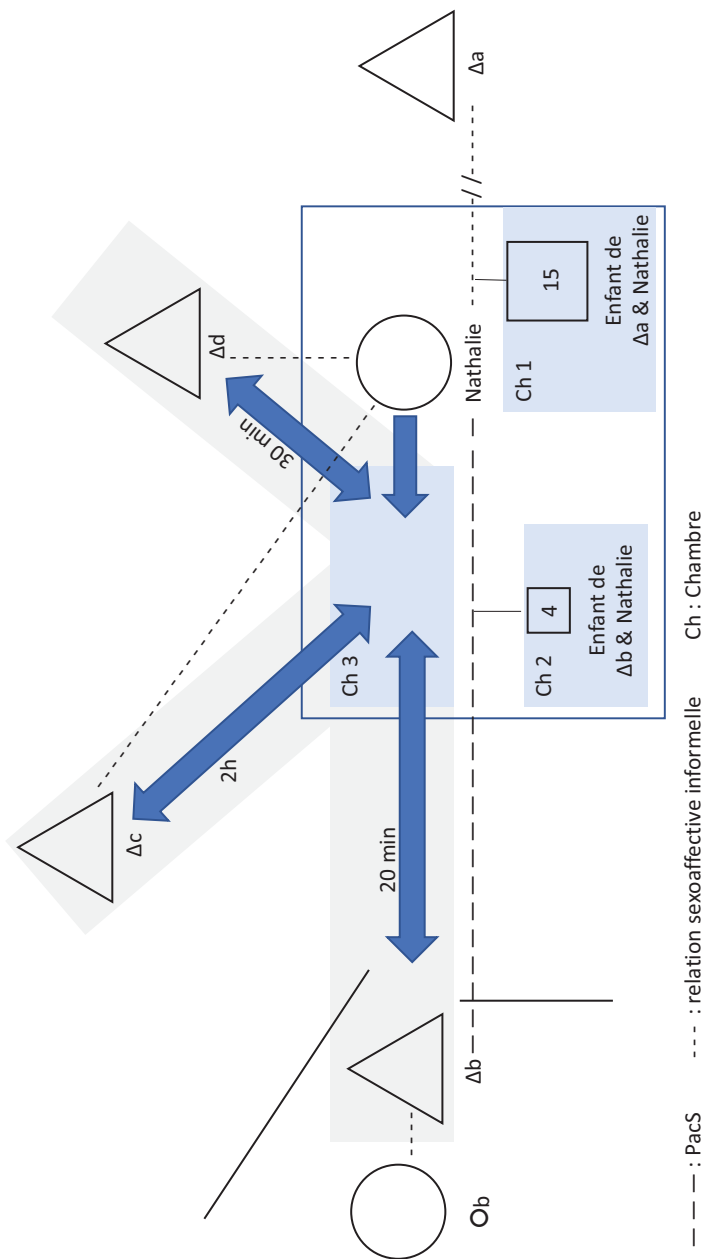 Δa
//
Δd
30 min
Nathalie
15
Enfant de
Δa & Nathalie
Ch 1
Δc
2h
Ch 3
20 min
4
Enfant de
Δb & Nathalie
Ch 2
Δb
Ob
— — — : PacS
- - - : relation sexoaffective informelle
Ch : Chambre